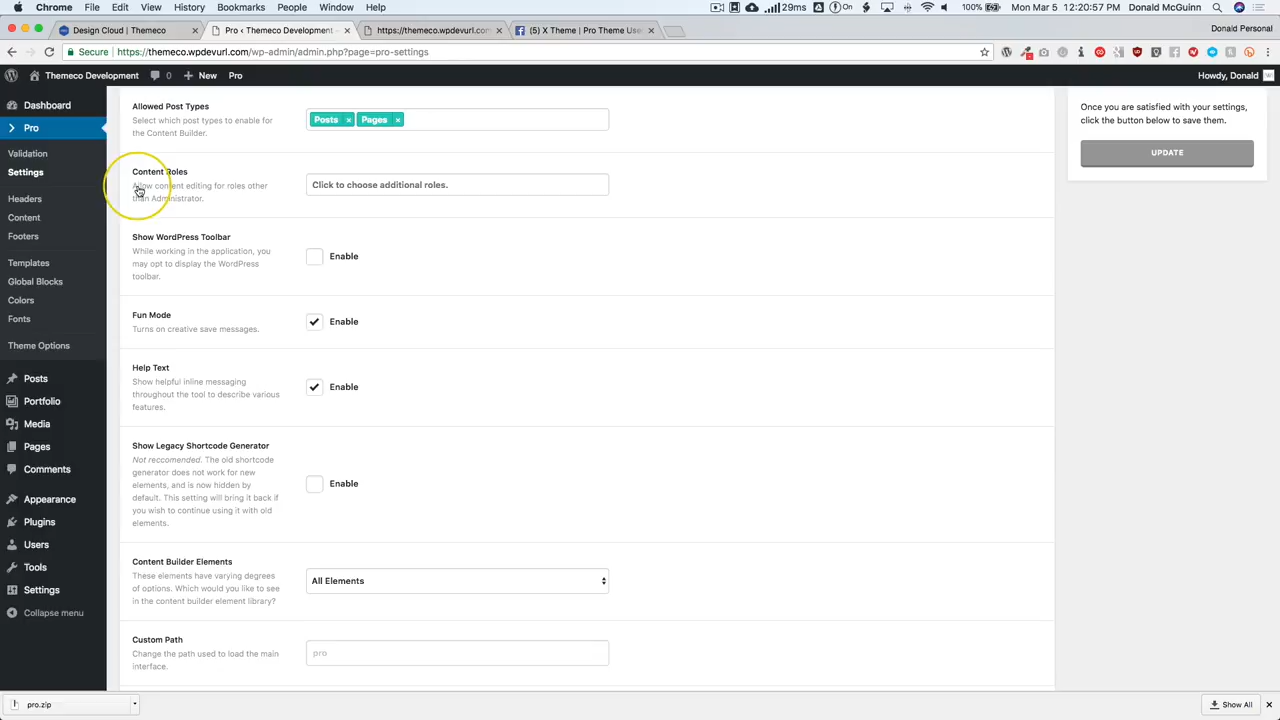 Chrome File Edit View History Bookmarks People Window Help 29ms On 100% Mon Mar 5 12:20:57 PM Donald McGuinn
Design Cloud | Themeco Pro ‹ Themeco Development https://themeco.wpdevurl.com (5) X Theme | Pro Theme Use Donald Personal
Secure https://themeco.wpdevurl.com/wp-admin/admin.php?page=pro-settings
Themeco Development 0 New Pro Howdy, Donald
Dashboard
Pro
Validation
Settings
Headers
Content
Footers
Templates
Global Blocks
Colors
Fonts
Theme Options
Posts
Portfolio
Media
Pages
Comments
Appearance
Plugins
Users
Tools
Settings
Collapse menu
Allowed Post Types
Select which post types to enable for
the Content Builder.
Posts × Pages ×
Content Roles
Allow content editing for roles other
than Administrator.
Click to choose additional roles.
Show WordPress Toolbar
While working in the application, you
may opt to display the WordPress
toolbar.
Enable
Fun Mode
Turns on creative save messages.
Enable
Help Text
Show helpful inline messaging
throughout the tool to describe various
features.
Enable
Show Legacy Shortcode Generator
Not reccomended. The old shortcode
generator does not work for new
elements, and is now hidden by
default. This setting will bring it back if
you wish to continue using it with old
elements.
Enable
Content Builder Elements
These elements have varying degrees
of options. Which would you like to see
in the content builder element library?
All Elements
Custom Path
Change the path used to load the main
interface.
pro
Once you are satisfied with your settings,
click the button below to save them.
UPDATE
pro.zip
Show All